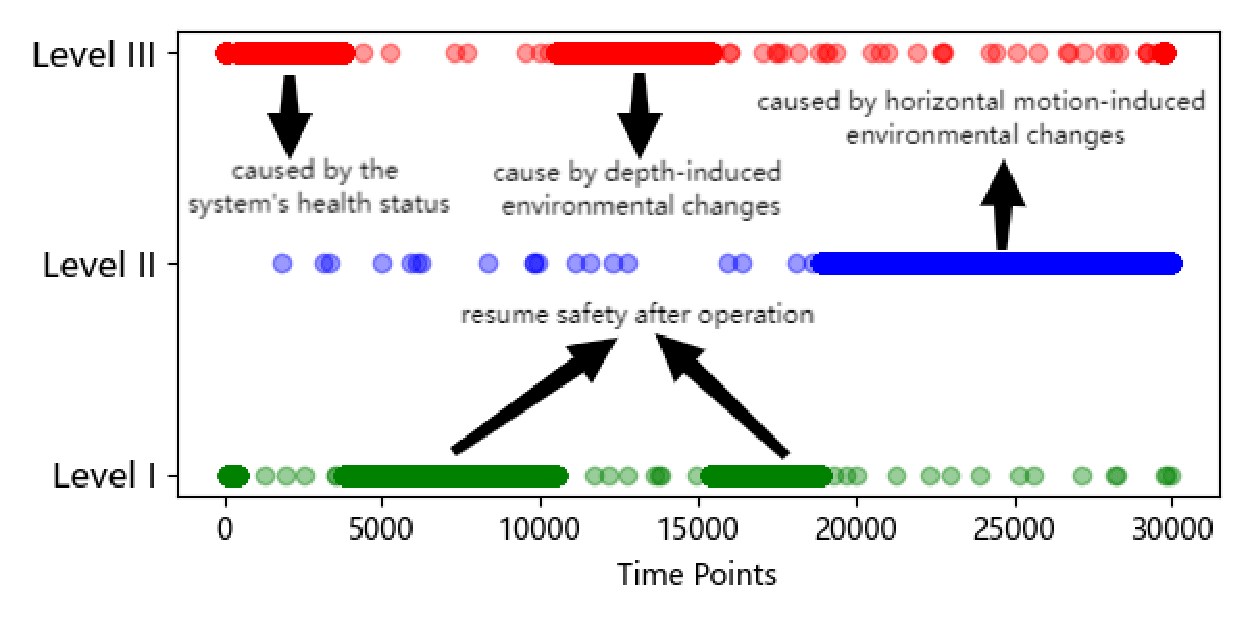 Level III
caused by horizontal motion-induced
environmental changes
caused by the
system's health status
cause by depth-induced
environmental changes
Level II
resume safety after operation
Level I
0 5000 10000 15000 20000 25000 30000
Time Points